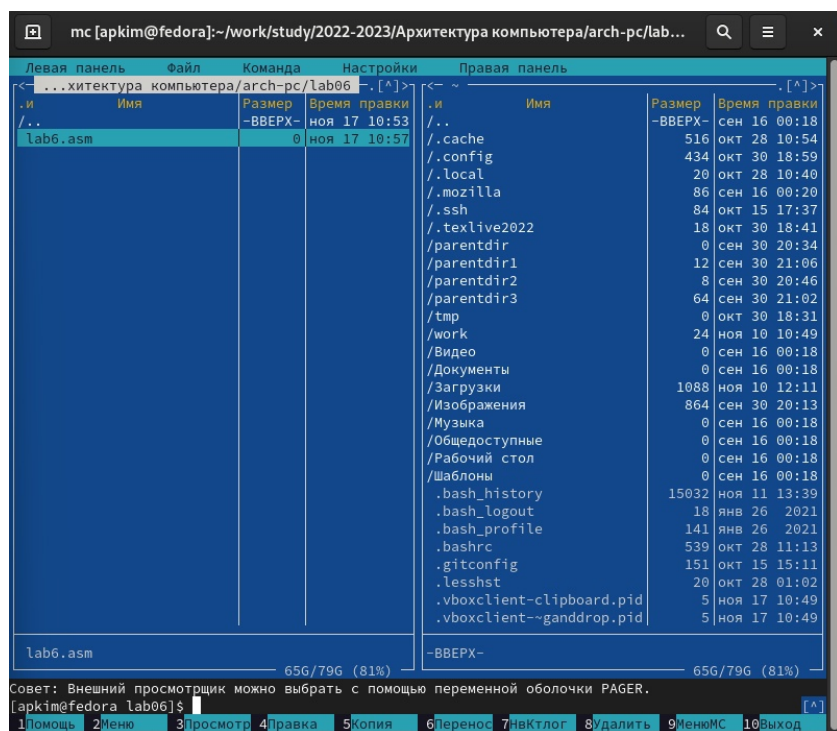 mc [apkim@fedora]:~/work/study/2022-2023/Архитектура компьютера/arch-pc/lab...
Левая панель Файл Команда Настройки Правая панель
<− ...хитектура компьютера/arch-pc/lab06 −.[^]>
.и Имя Размер Время правки
/.. -ВВЕРХ- ноя 17 10:53
lab6.asm 0 ноя 17 10:57
lab6.asm
65G/79G (81%)
<− ~ .[^]>
.и Имя Размер Время правки
/.. -ВВЕРХ- сен 16 00:18
/.cache 516 окт 28 10:54
/.config 434 окт 30 18:59
/.local 20 окт 28 10:40
/.mozilla 86 сен 16 00:20
/.ssh 84 окт 15 17:37
/.texlive2022 18 окт 30 18:41
/parentdir 0 сен 30 20:34
/parentdir1 12 сен 30 21:06
/parentdir2 8 сен 30 20:46
/parentdir3 64 сен 30 21:02
/tmp 0 окт 30 18:31
/work 24 ноя 10 10:49
/Видео 0 сен 16 00:18
/Документы 0 сен 16 00:18
/Загрузки 1088 ноя 10 12:11
/Изображения 864 сен 30 20:13
/Музыка 0 сен 16 00:18
/Общедоступные 0 сен 16 00:18
/Рабочий стол 0 сен 16 00:18
/Шаблоны 0 сен 16 00:18
.bash_history 15032 ноя 11 13:39
.bash_logout 18 янв 26 2021
.bash_profile 141 янв 26 2021
.bashrc 539 окт 28 11:13
.gitconfig 151 окт 15 15:11
.lesshst 20 окт 28 01:02
.vboxclient-clipboard.pid 5 ноя 17 10:49
.vboxclient-~ganddrop.pid 5 ноя 17 10:49
-ВВЕРХ-
65G/79G (81%)
Совет: Внешний просмотрщик можно выбрать с помощью переменной оболочки PAGER.
[apkim@fedora lab06]$ [^]
1Помощь 2Меню 3Просмотр 4Правка 5Копия 6Перенос 7НвКтлог 8Удалить 9МенюМС 10Выход